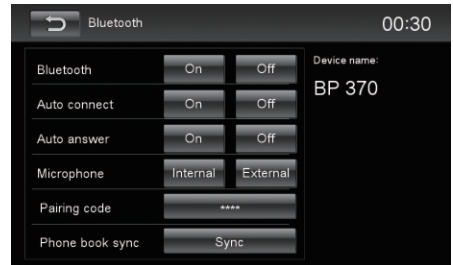 Bluetooth 00:30
Bluetooth On Off
Auto connect On Off
Auto answer On Off
Microphone Internal External
Pairing code ****
Phone book sync Sync
Device name:
BP 370